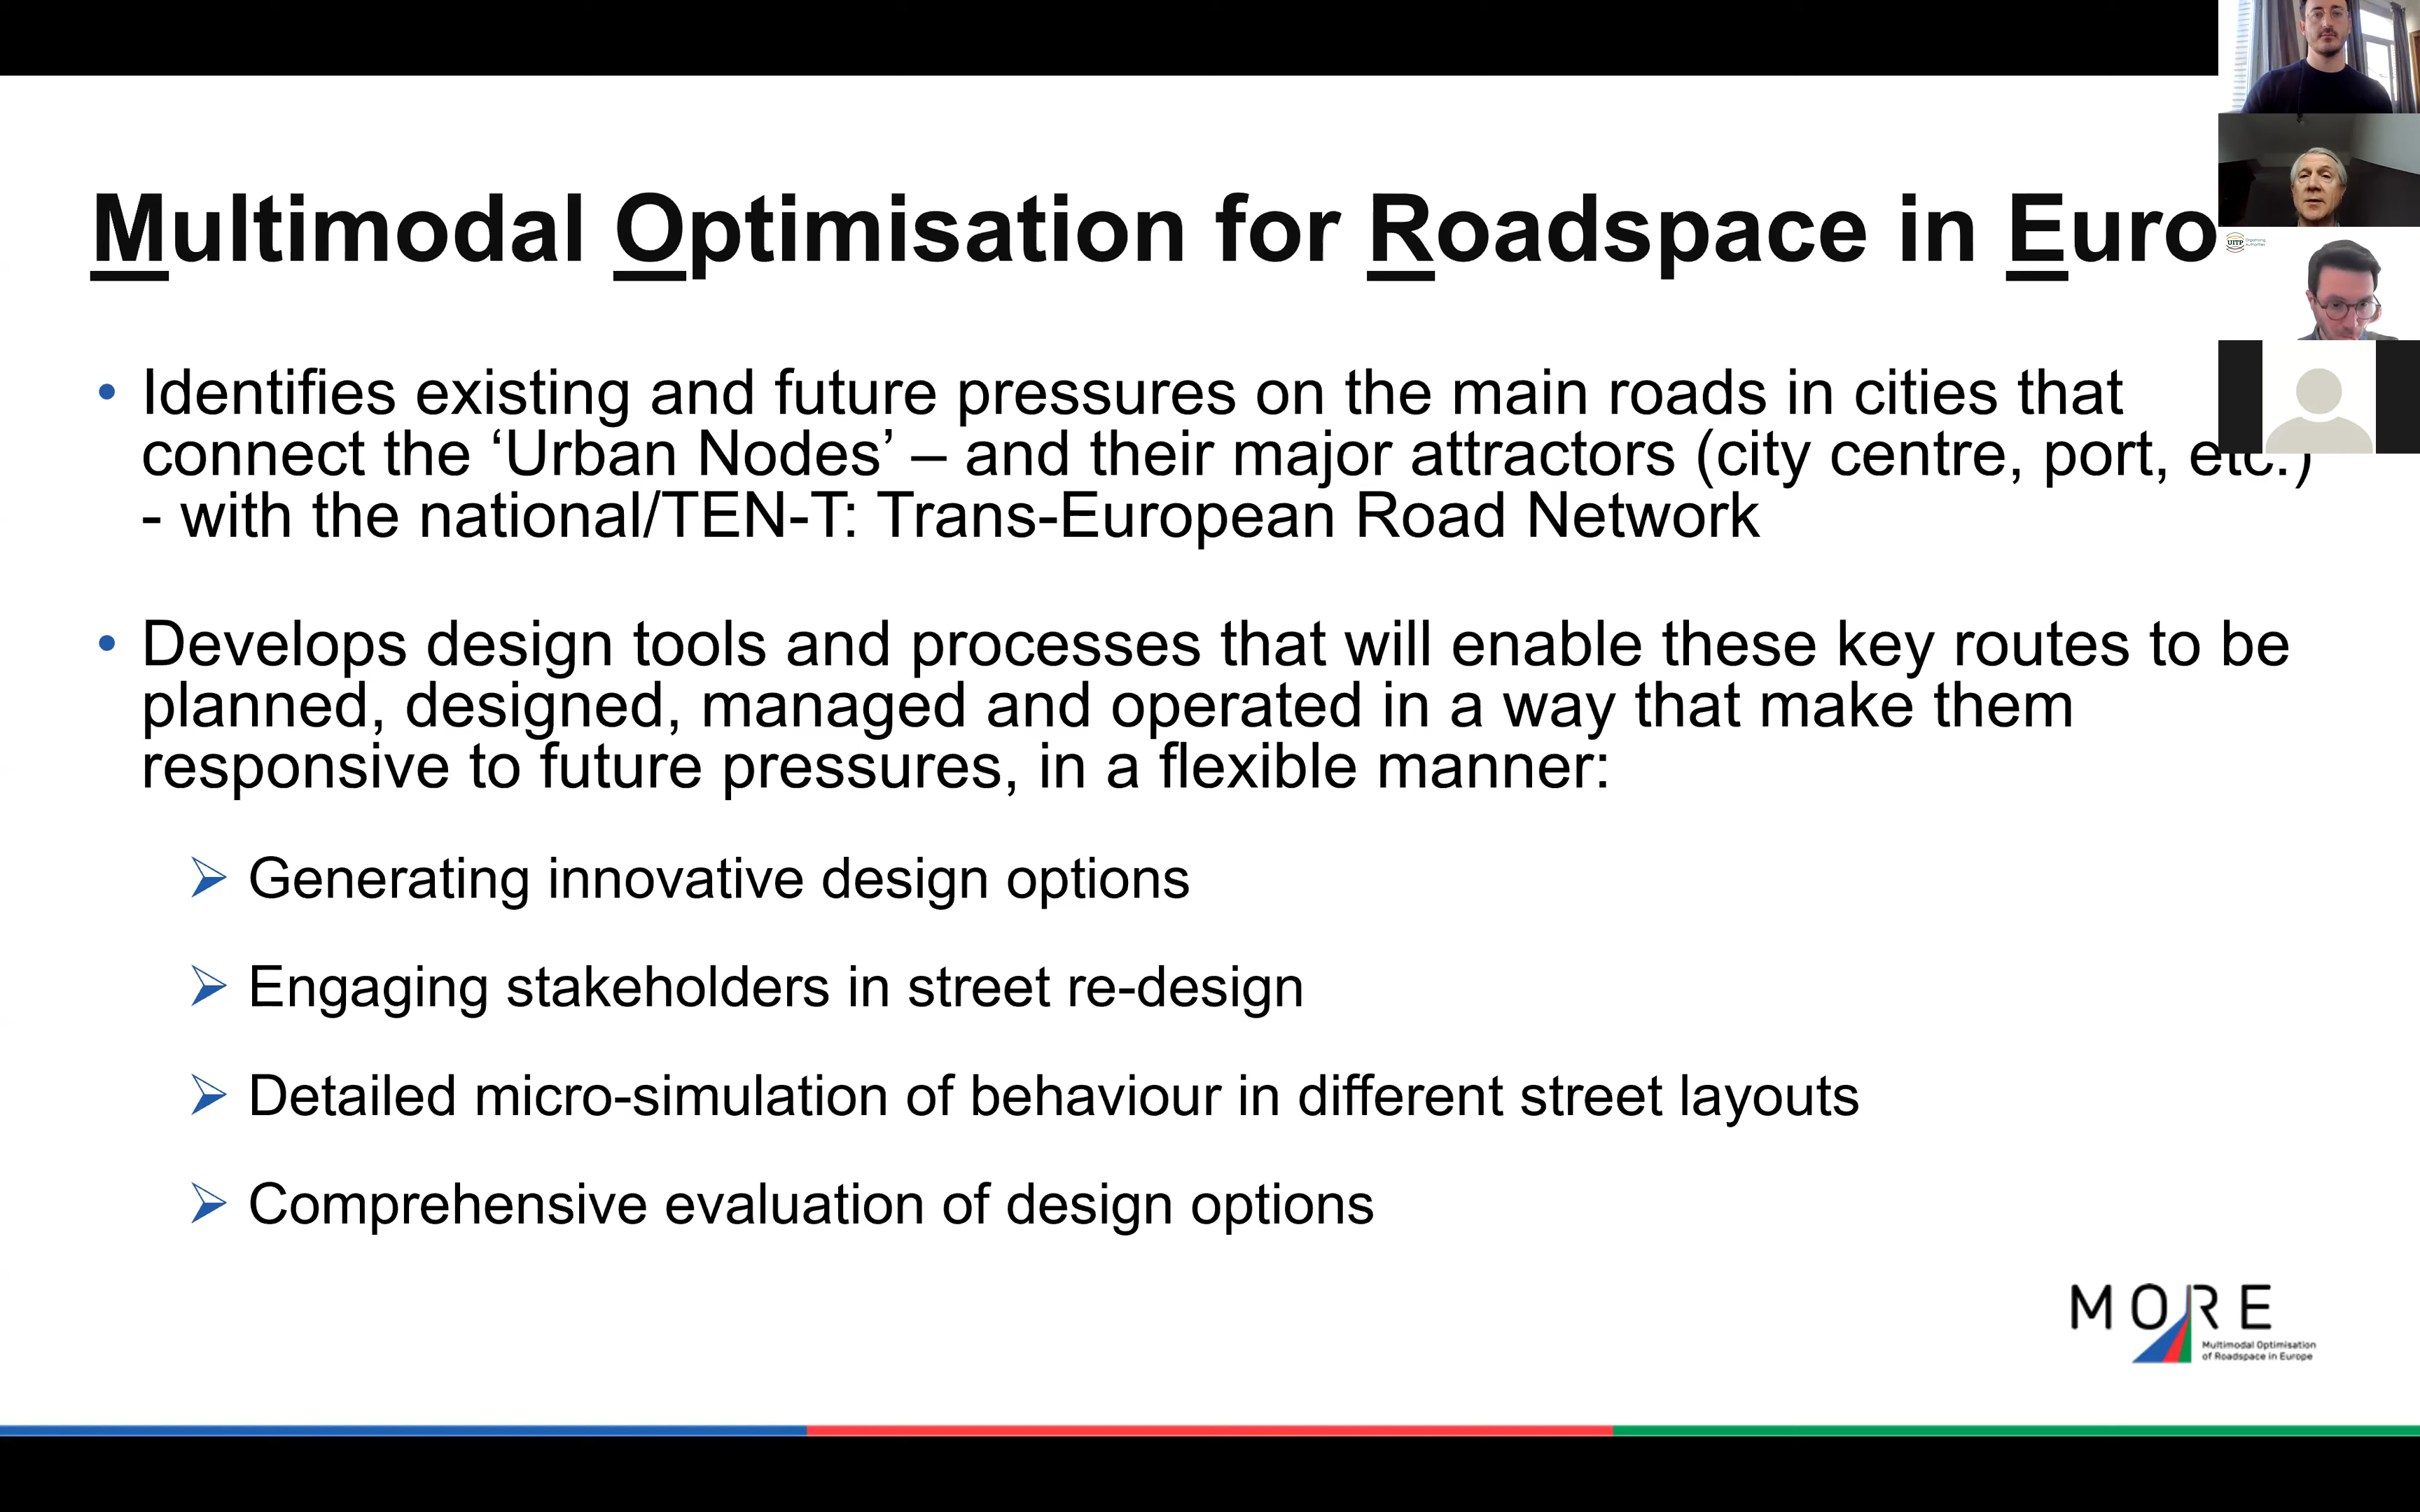 Multimodal Optimisation for Roadspace in Euro
• Identifies existing and future pressures on the main roads in cities that
connect the ‘Urban Nodes’ – and their major attractors (city centre, port, etc.)
- with the national/TEN-T: Trans-European Road Network
• Develops design tools and processes that will enable these key routes to be
planned, designed, managed and operated in a way that make them
responsive to future pressures, in a flexible manner:
Generating innovative design options
Engaging stakeholders in street re-design
Detailed micro-simulation of behaviour in different street layouts
Comprehensive evaluation of design options
MORE
Multimodal Optimisation
of Roadspace in Europe
UITP
Organising
Authorities